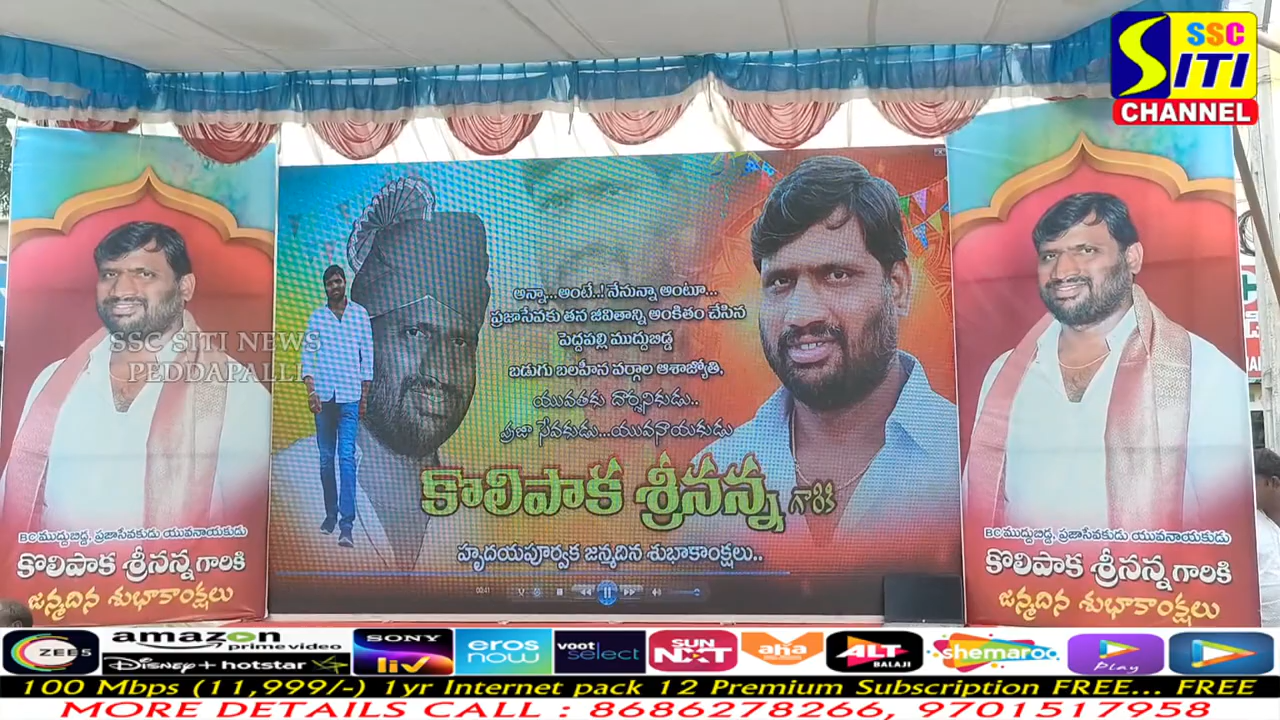 SSC
SITI
CHANNEL
SSC SITI NEWS
PEDDAPALLI
అన్నా...అంటే..! నేనున్నా అంటూ...
ప్రజాసేవకు తన జీవితాన్ని అంకితం చేసిన
పెద్దపల్లి ముద్దుబిడ్డ
బడుగు బలహీన వర్గాల ఆశాజ్యోతి,
యువతకు దార్శనికుడు..
ప్రజా సేవకుడు...యువనాయకుడు
కొలిపాక శ్రీనన్న గారికి
హృదయపూర్వక జన్మదిన శుభాకాంక్షలు..
00:41
BC ముద్దుబిడ్డ, ప్రజాసేవకుడు యువనాయకుడు
కొలిపాక శ్రీనన్న గారికి
జన్మదిన శుభాకాంక్షలు
BC ముద్దుబిడ్డ, ప్రజాసేవకుడు యువనాయకుడు
కొలిపాక శ్రీనన్న గారికి
జన్మదిన శుభాకాంక్షలు
ZEE5
amazon
prime video
Disney+ hotstar
SONY
liv
eros
now
voot
select
SUN
NXT
aha
ALT
BALAJI
shemaroo
Play
100 Mbps (11,999/-) 1yr Internet pack 12 Premium Subscription FREE... FREE
MORE DETAILS CALL : 8686278266, 9701517958